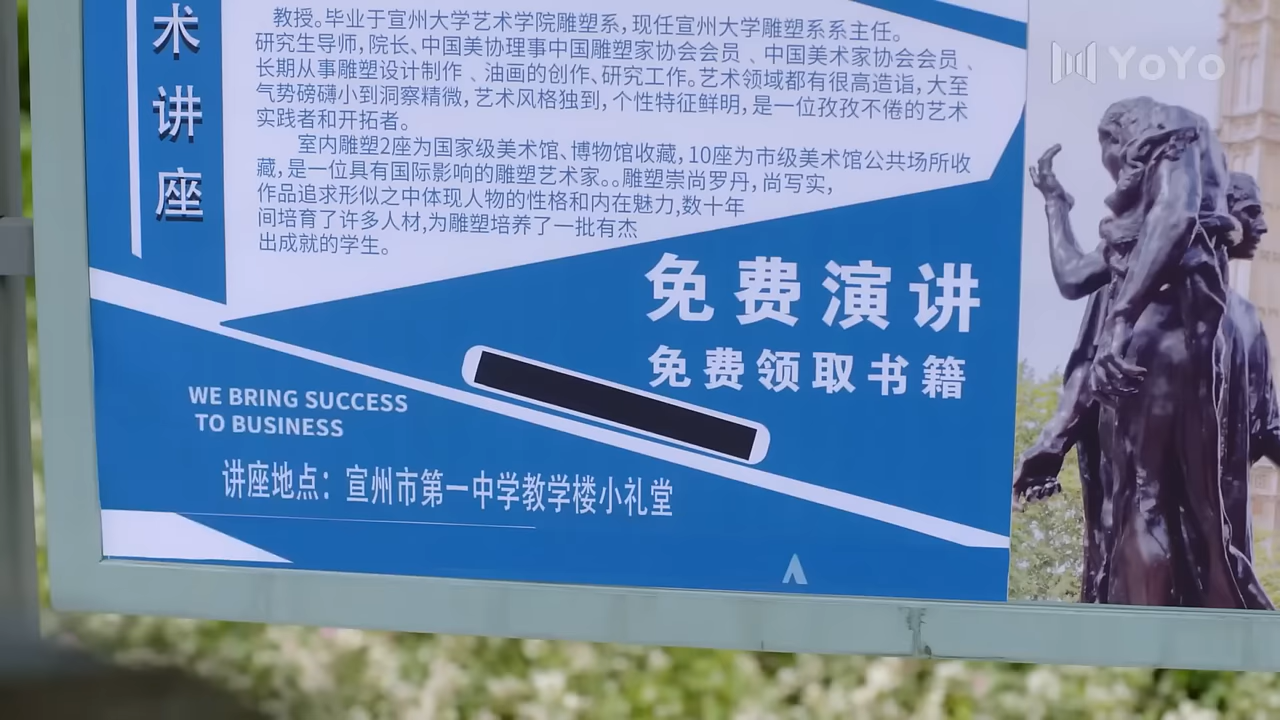 术讲座
教授。毕业于宣州大学艺术学院雕塑系，现任宣州大学雕塑系系主任。
研究生导师，院长、中国美协理事中国雕塑家协会会员、中国美术家协会会员、
长期从事雕塑设计制作、油画的创作、研究工作。艺术领域都有很高造诣，大至
气势磅礴小到洞察精微，艺术风格独到，个性特征鲜明，是一位孜孜不倦的艺术
实践者和开拓者。
室内雕塑2座为国家级美术馆、博物馆收藏，10座为市级美术馆公共场所收
藏，是一位具有国际影响的雕塑艺术家。。雕塑崇尚罗丹，尚写实，
作品追求形似之中体现人物的性格和内在魅力,数十年
间培育了许多人材,为雕塑培养了一批有杰
出成就的学生。
免费演讲
免费领取书籍
WE BRING SUCCESS
TO BUSINESS
讲座地点：宣州市第一中学教学楼小礼堂
YoYo